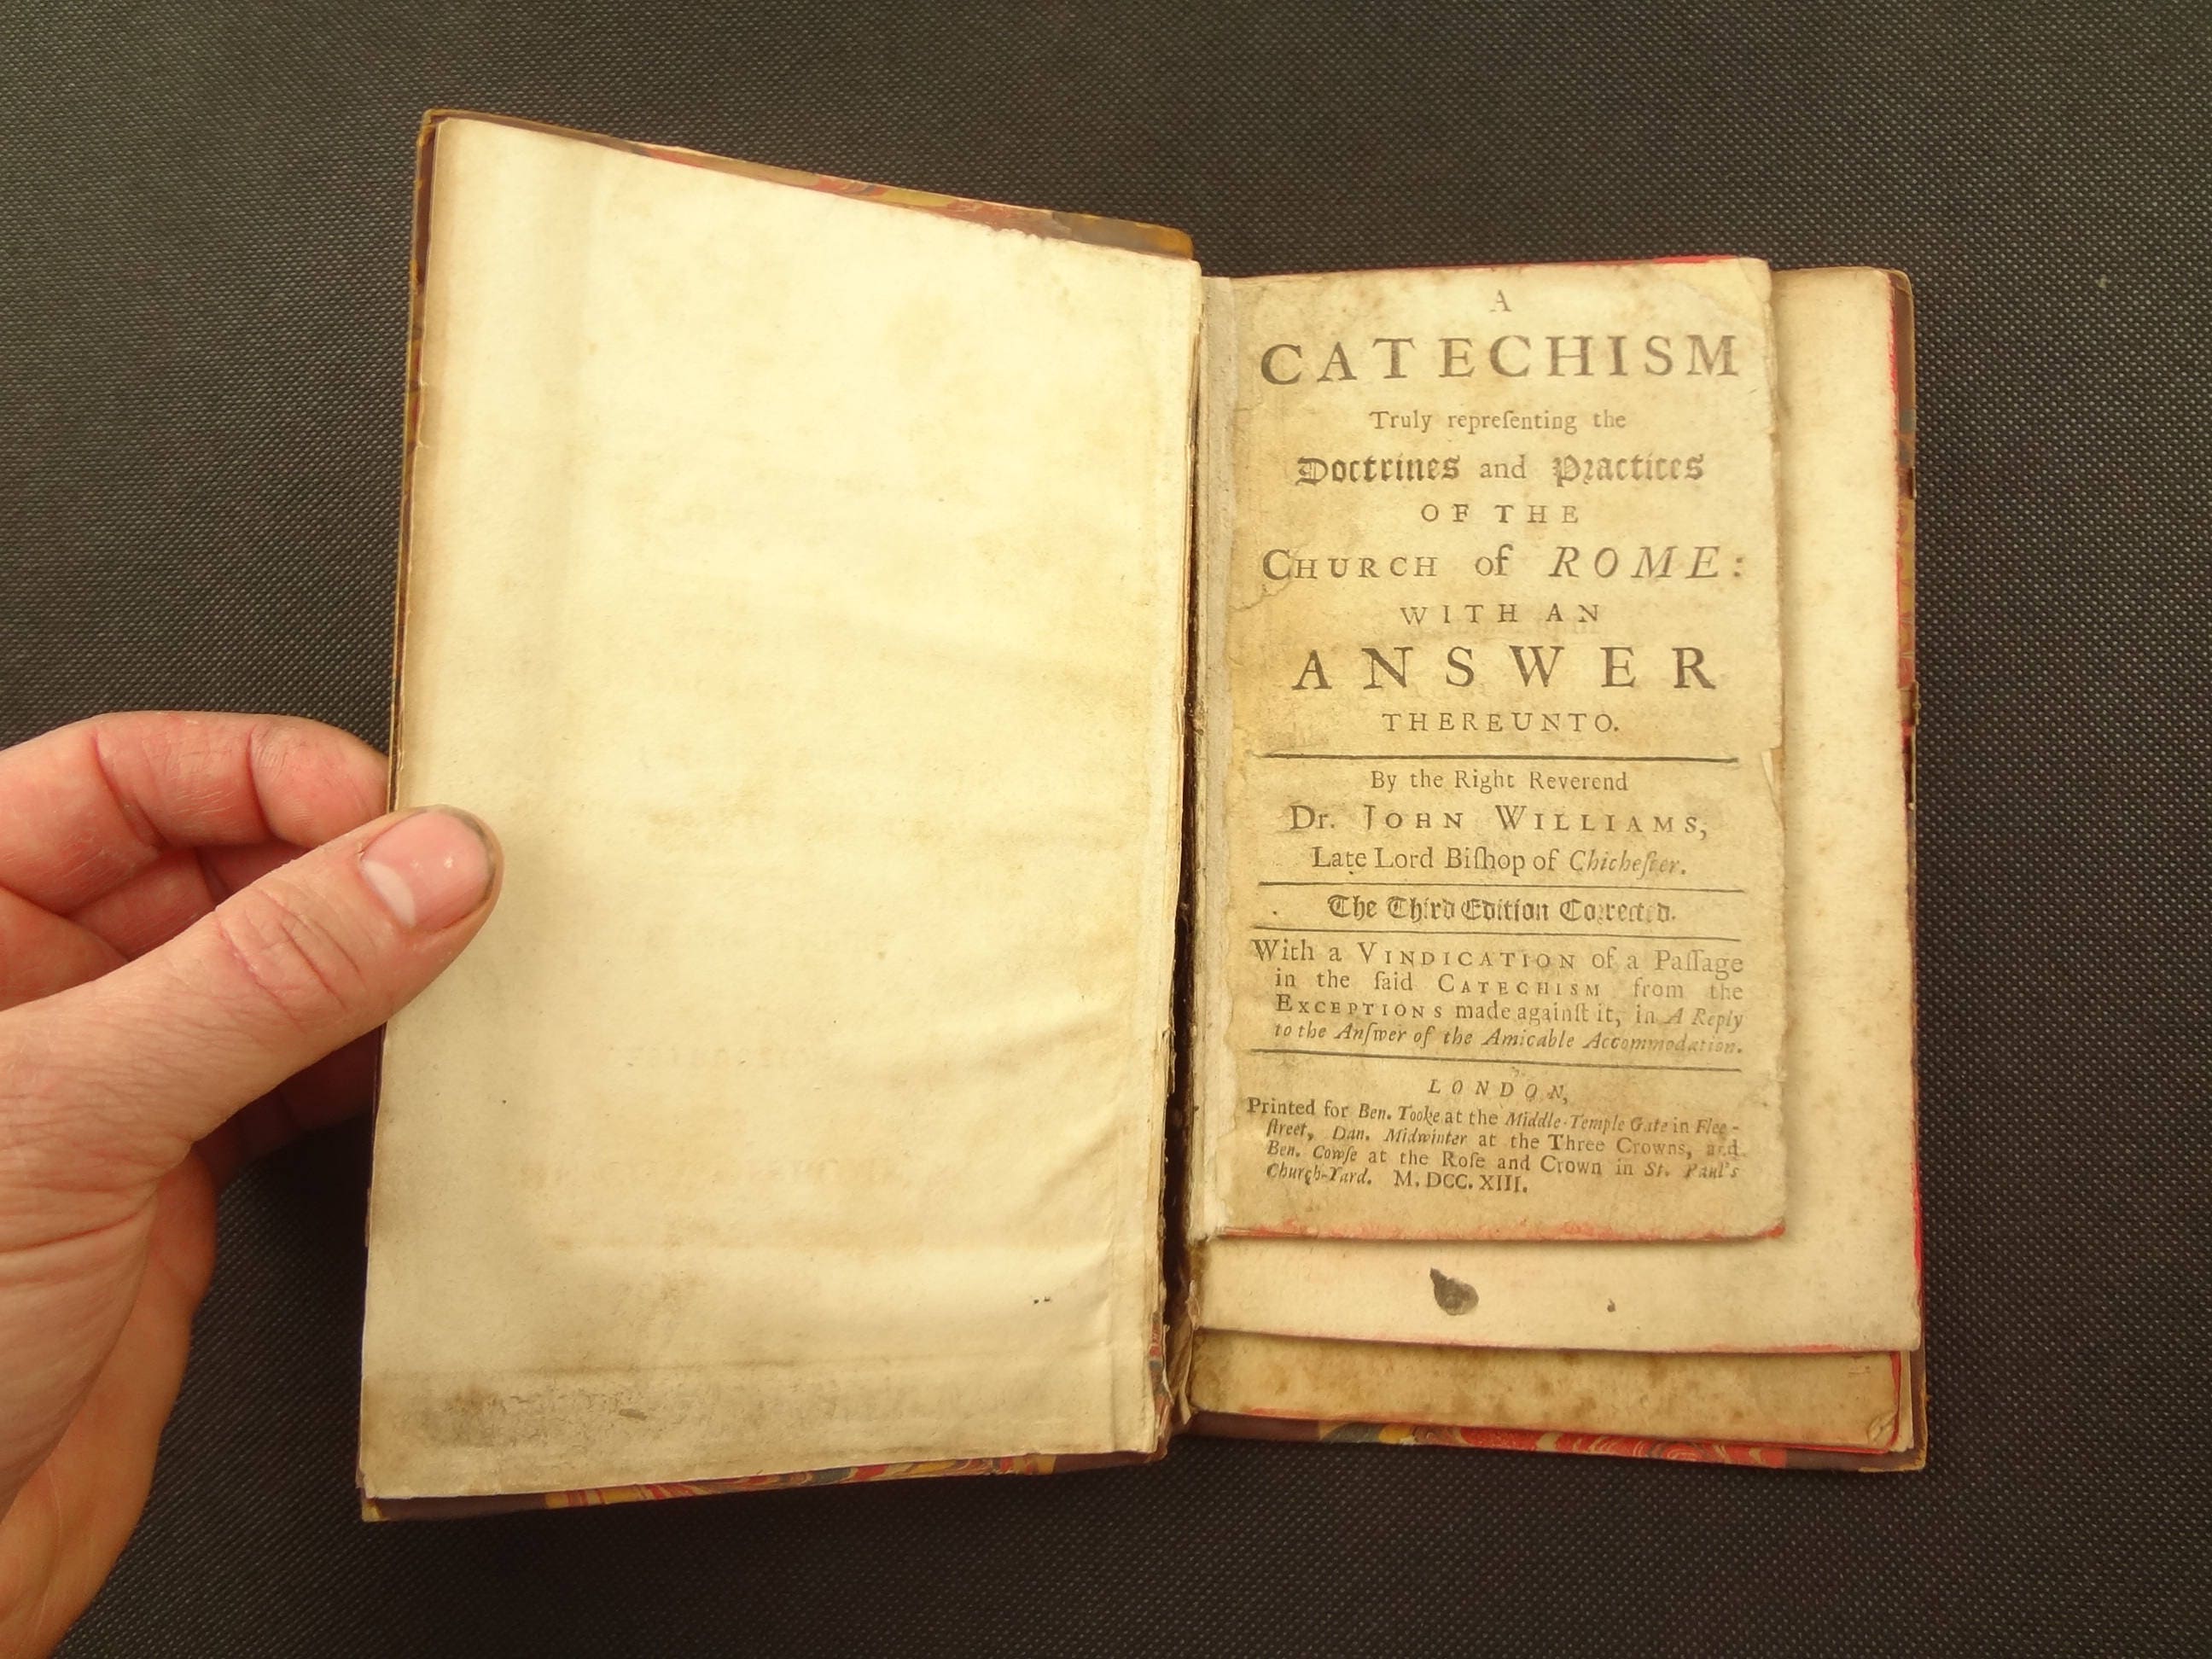 A
CATECHISM
Truly repreſenting the
Doctrines and Practices
OF THE
CHURCH of ROME:
WITH AN
ANSWER
THEREUNTO.
By the Right Reverend
Dr. JOHN WILLIAMS,
Late Lord Biſhop of Chicheſter.
The Third Edition Corrected.
With a VINDICATION of a Paſſage
in the ſaid CATECHISM from the
EXCEPTIONS made againſt it, in A Reply
to the Anſwer of the Amicable Accommodation.
LONDON,
Printed for Ben. Tooke at the Middle-Temple Gate in Flee-
ſtreet, Dan. Midwinter at the Three Crowns, and
Ben. Cowſe at the Roſe and Crown in St. Paul's
Church-Yard. M. DCC. XIII.